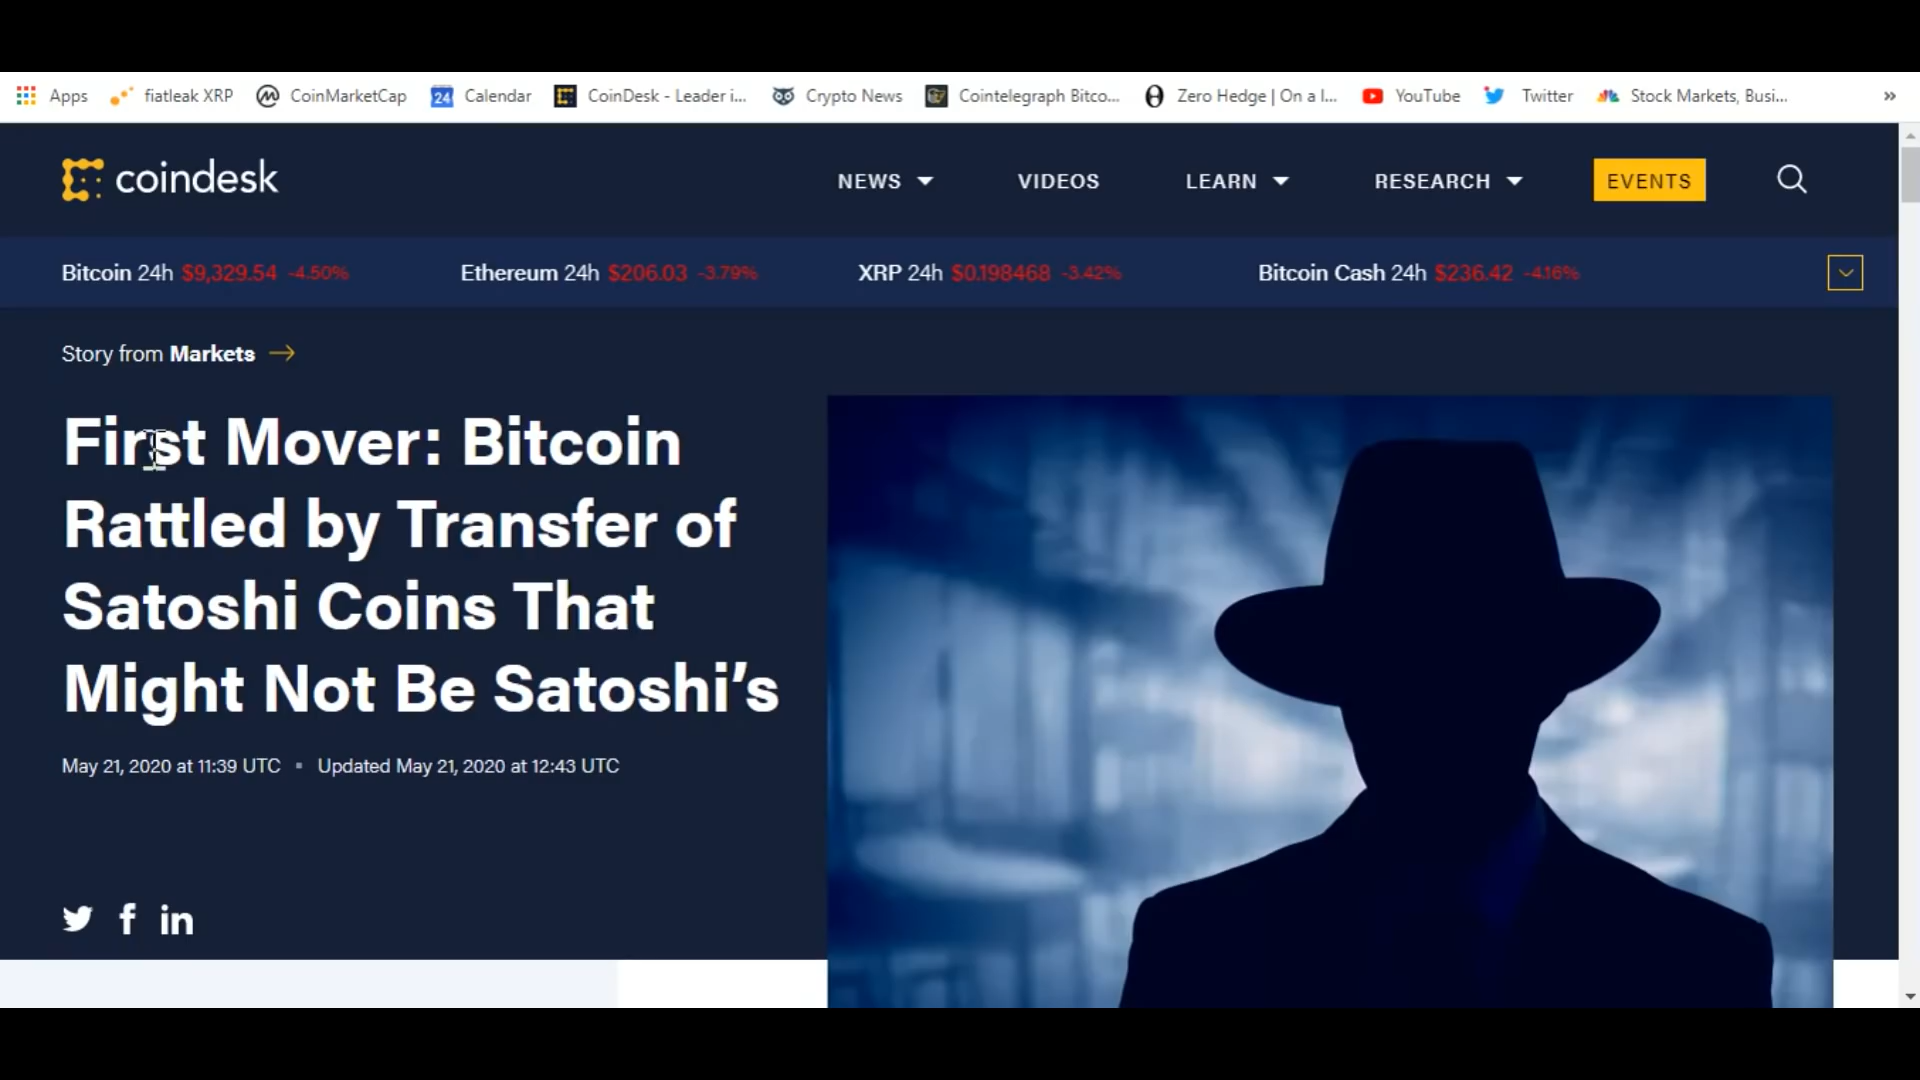 Apps fiatleak XRP CoinMarketCap 24 Calendar CoinDesk - Leader i... Crypto News Cointelegraph Bitco... Zero Hedge | On a l... YouTube Twitter Stock Markets, Busi... »
coindesk NEWS VIDEOS LEARN RESEARCH EVENTS
Bitcoin 24h $9,329.54 -4.50% Ethereum 24h $206.03 -3.79% XRP 24h $0.198468 -3.42% Bitcoin Cash 24h $236.42 -4.16%
Story from Markets
First Mover: Bitcoin
Rattled by Transfer of
Satoshi Coins That
Might Not Be Satoshi’s
May 21, 2020 at 11:39 UTC ▪ Updated May 21, 2020 at 12:43 UTC